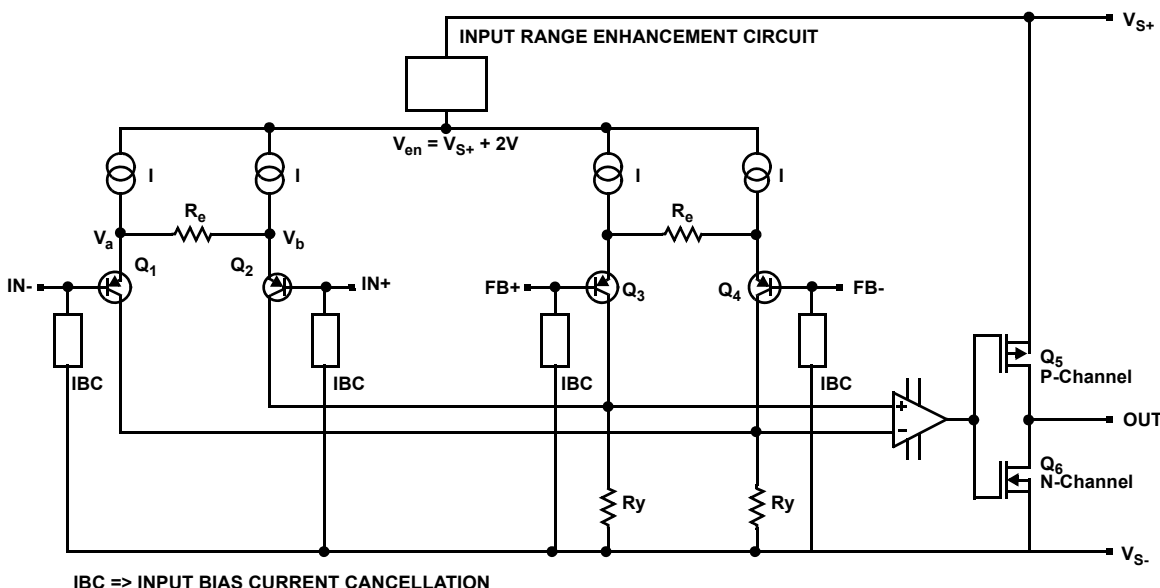 V_S+
INPUT RANGE ENHANCEMENT CIRCUIT
V_en = V_S+ + 2V
I
I
I
I
R_e
R_e
V_a
V_b
Q_1
Q_2
IN-
IN+
FB+
Q_3
Q_4
FB-
IBC
IBC
IBC
IBC
Q_5
P-Channel
+
-
OUT
Q_6
N-Channel
Ry
Ry
V_S-
IBC => INPUT BIAS CURRENT CANCELLATION